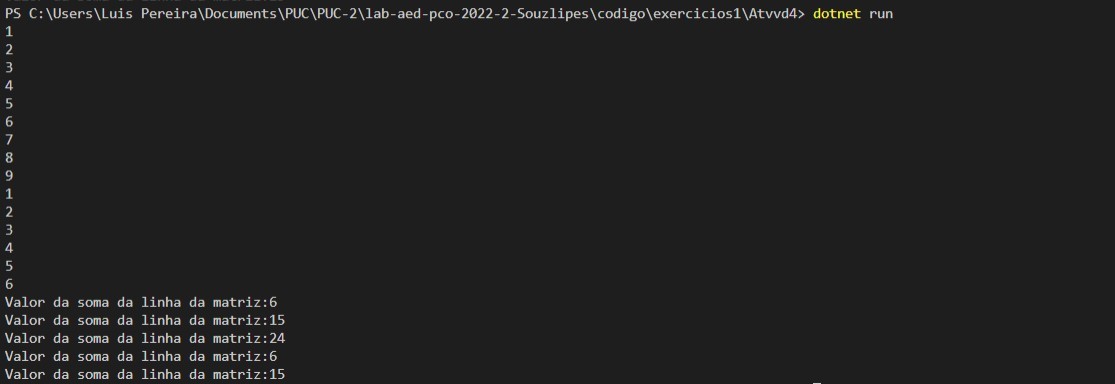 PS C:\Users\Luis Pereira\Documents\PUC\PUC-2\lab-aed-pco-2022-2-Souzlipes\codigo\exercicios1\Atvvd4> dotnet run
1
2
3
4
5
6
7
8
9
1
2
3
4
5
6
Valor da soma da linha da matriz:6
Valor da soma da linha da matriz:15
Valor da soma da linha da matriz:24
Valor da soma da linha da matriz:6
Valor da soma da linha da matriz:15